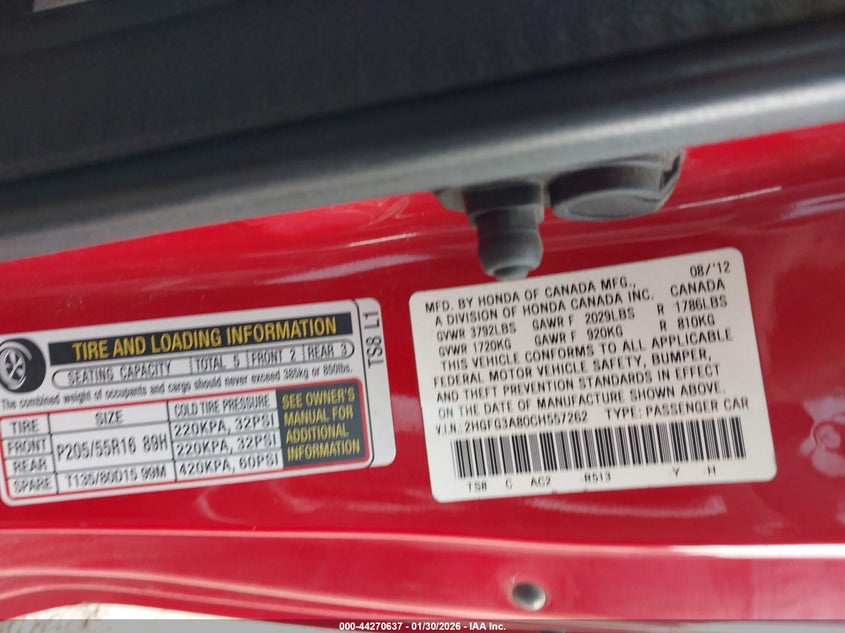 TIRE AND LOADING INFORMATION
SEATING CAPACITY TOTAL 5 FRONT 2 REAR 3
The combined weight of occupants and cargo should never exceed 385kg or 850lbs.
TIRE SIZE COLD TIRE PRESSURE
FRONT P205/55R16 89H 220KPA, 32PSI
REAR 220KPA, 32PSI
SPARE T135/80D15 99M 420KPA, 60PSI
SEE OWNER'S
MANUAL FOR
ADDITIONAL
INFORMATION
TS8 L1
MFD. BY HONDA OF CANADA MFG., 08/'12
A DIVISION OF HONDA CANADA INC. CANADA
GVWR 3792LBS GAWR F 2029LBS R 1786LBS
GVWR 1720KG GAWR F 920KG R 810KG
THIS VEHICLE CONFORMS TO ALL APPLICABLE
FEDERAL MOTOR VEHICLE SAFETY, BUMPER,
AND THEFT PREVENTION STANDARDS IN EFFECT
ON THE DATE OF MANUFACTURE SHOWN ABOVE.
V.I.N.: 2HGFG3A80CH557262 TYPE: PASSENGER CAR
TS8 C AC2 R513 Y H
000-44270637 - 01/30/2026 - IAA Inc.